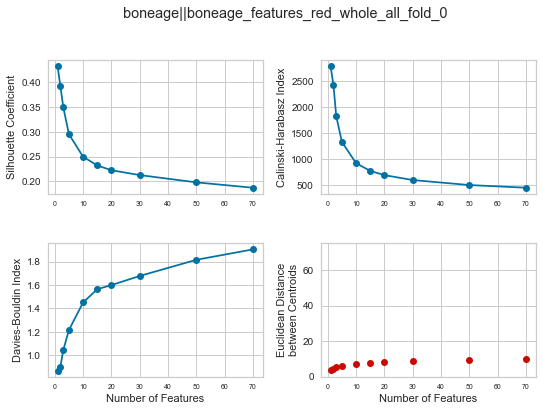 boneage||boneage_features_red_whole_all_fold_0
Silhouette Coefficient
0.40
0.35
0.30
0.25
0.20
0 10 20 30 40 50 60 70
Calinski-Harabasz Index
2500
2000
1500
1000
500
0 10 20 30 40 50 60 70
Davies-Bouldin Index
1.8
1.6
1.4
1.2
1.0
0 10 20 30 40 50 60 70
Number of Features
Euclidean Distance
between Centroids
60
40
20
0
0 10 20 30 40 50 60 70
Number of Features